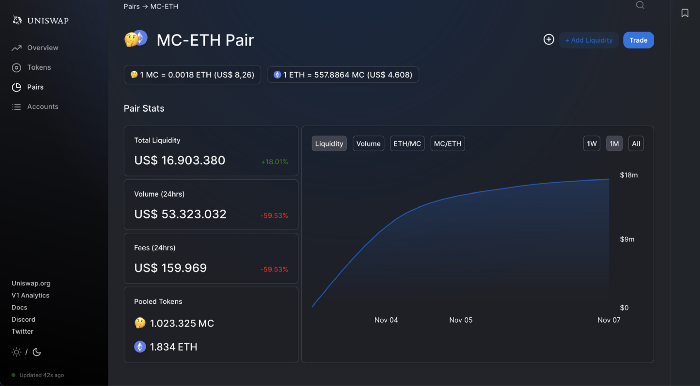 UNISWAP
Overview
Tokens
Pairs
Accounts
Uniswap.org
V1 Analytics
Docs
Discord
Twitter
/
Updated 42s ago
Pairs → MC-ETH
MC-ETH Pair
+ Add Liquidity
Trade
1 MC = 0.0018 ETH (US$ 8,26)
1 ETH = 557.8864 MC (US$ 4.608)
Pair Stats
Total Liquidity
US$ 16.903.380 +18.01%
Volume (24hrs)
US$ 53.323.032 -59.53%
Fees (24hrs)
US$ 159.969 -59.53%
Pooled Tokens
1.023.325 MC
1.834 ETH
Liquidity Volume ETH/MC MC/ETH 1W 1M All
$18m
$9m
$0
Nov 04 Nov 05 Nov 07